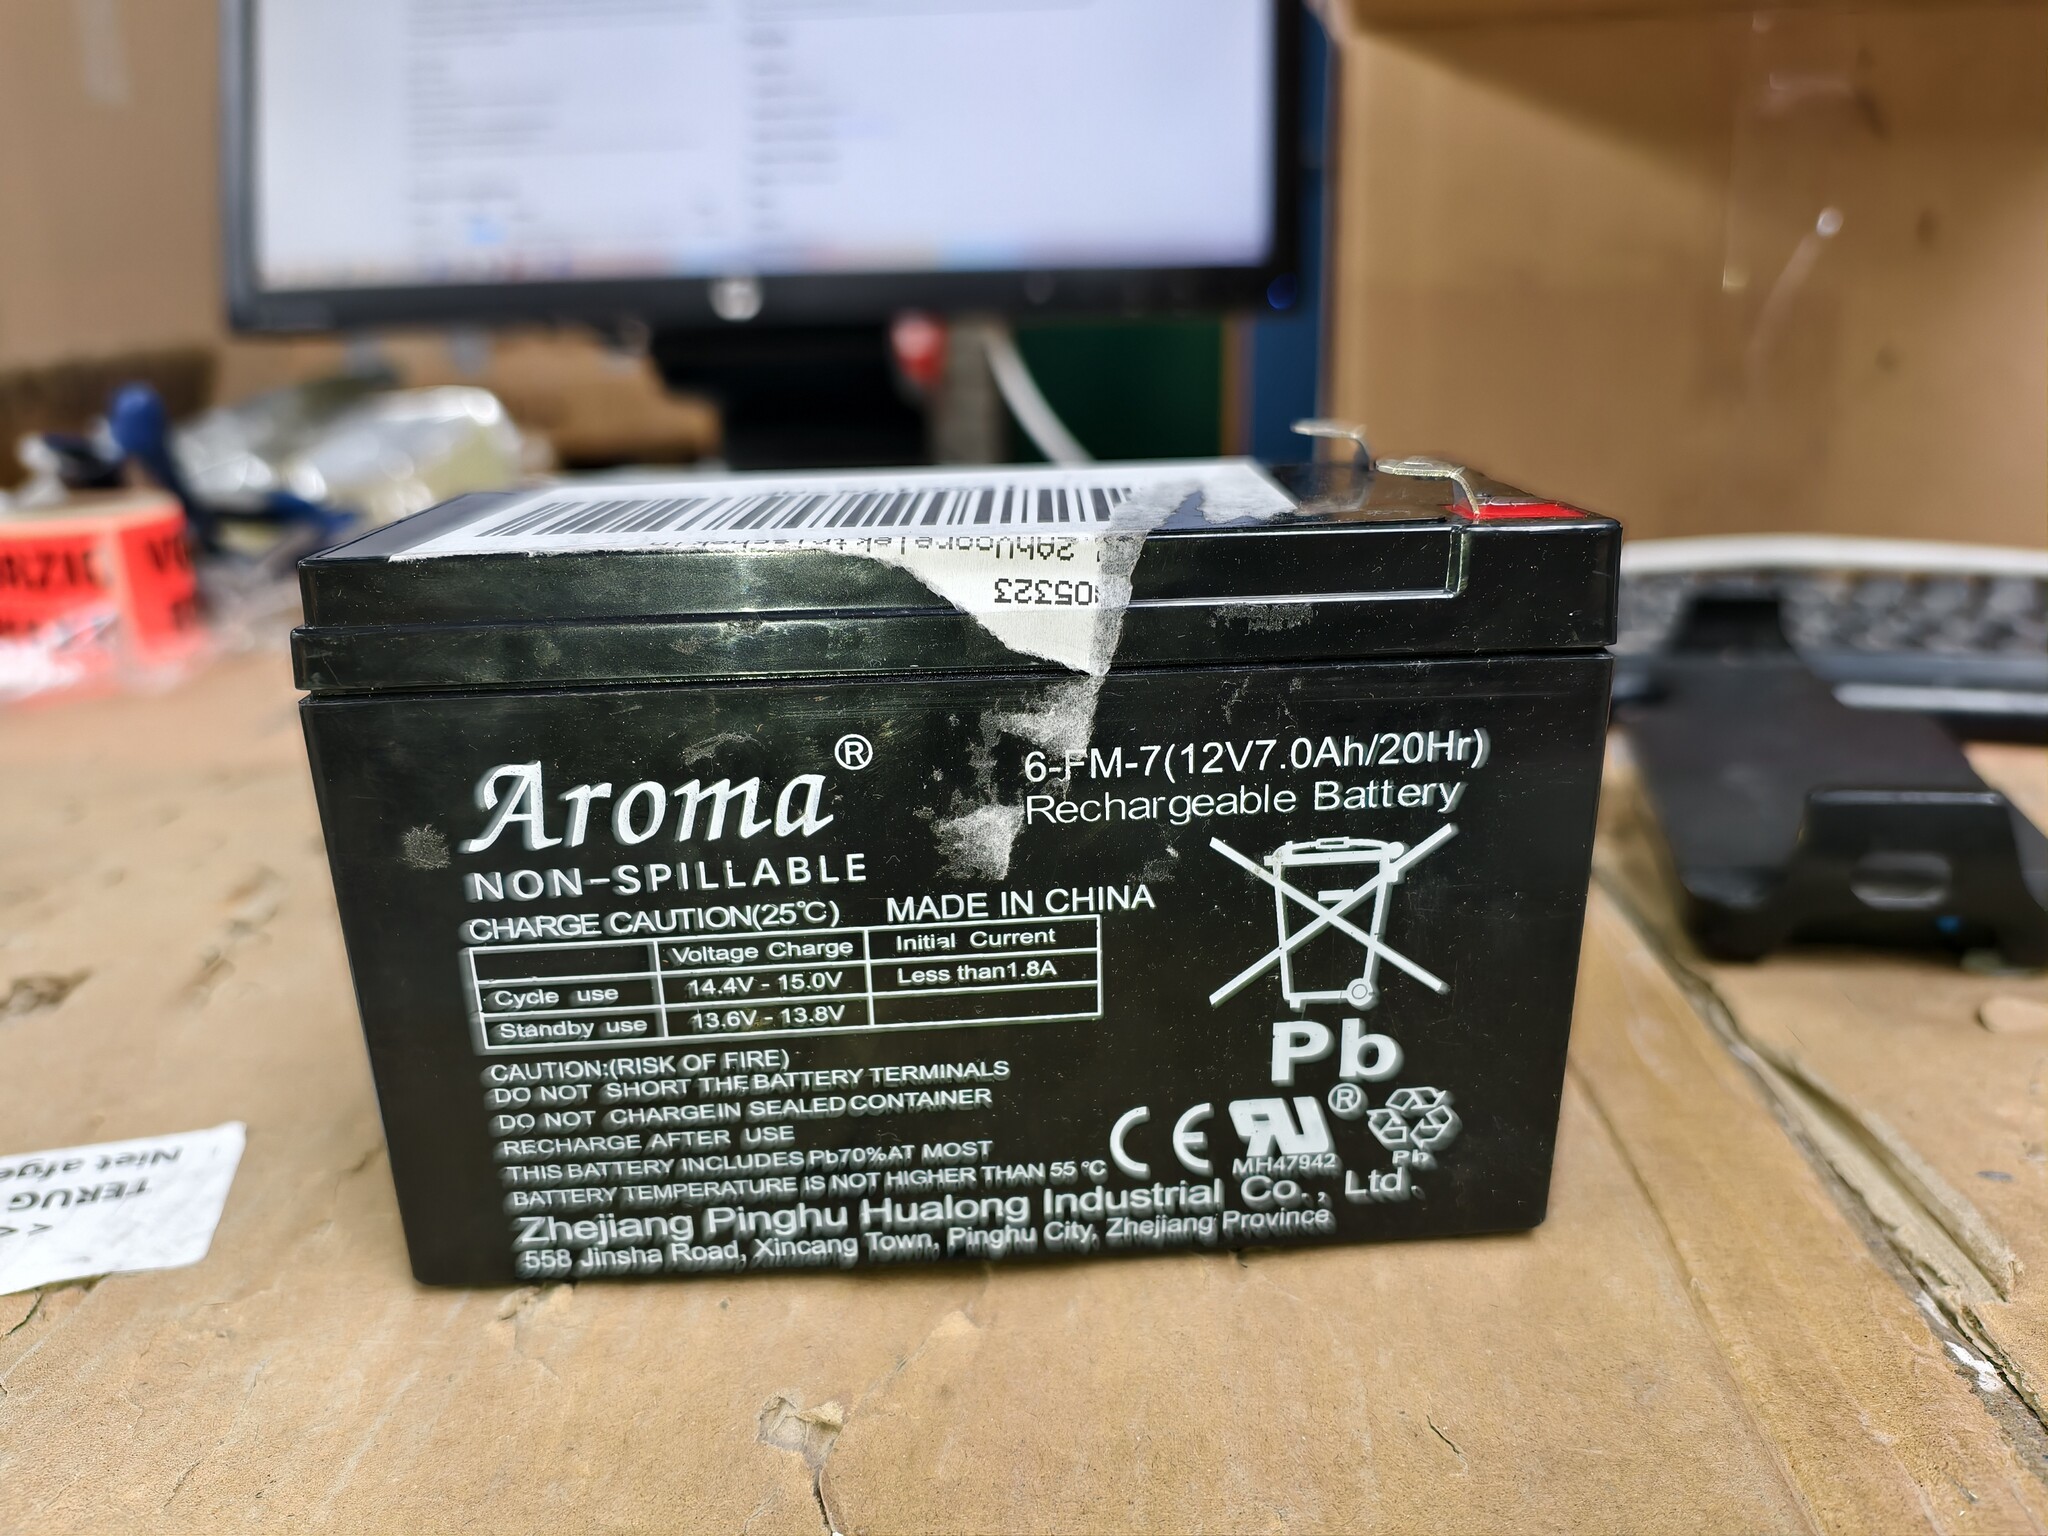 2AhVoorelektrischekin
05323
Aroma®
NON-SPILLABLE
6-FM-7(12V7.0Ah/20Hr)
Rechargeable Battery
CHARGE CAUTION(25℃)
MADE IN CHINA
Voltage Charge Initial Current
Cycle use 14.4V - 15.0V Less than1.8A
Standby use 13.6V - 13.8V
CAUTION:(RISK OF FIRE)
DO NOT SHORT THE BATTERY TERMINALS
DO NOT CHARGEIN SEALED CONTAINER
RECHARGE AFTER USE
THIS BATTERY INCLUDES Pb70%AT MOST
BATTERY TEMPERATURE IS NOT HIGHER THAN 55 ℃
Pb
CE
®
MH47942
Pb
Zhejiang Pinghu Hualong Industrial Co., Ltd.
558 Jinsha Road, Xincang Town, Pinghu City, Zhejiang Province
TERUG
Niet